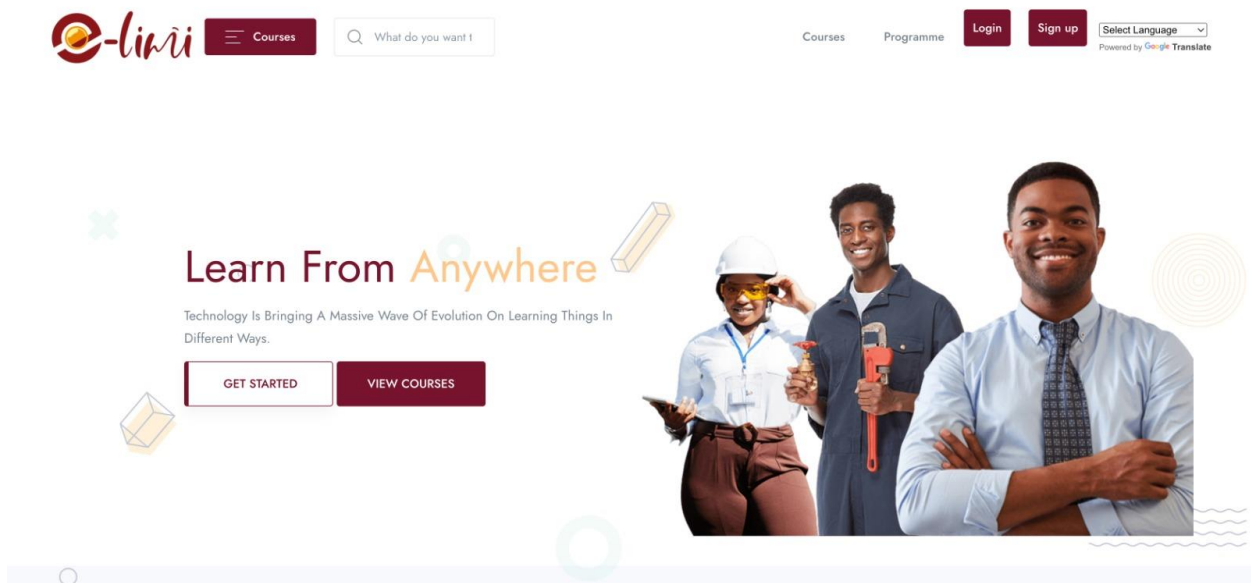 e-limi
Courses
What do you want t
Courses
Programme
Login
Sign up
Select Language
Powered by Google Translate
Learn From Anywhere
Technology Is Bringing A Massive Wave Of Evolution On Learning Things In
Different Ways.
GET STARTED
VIEW COURSES